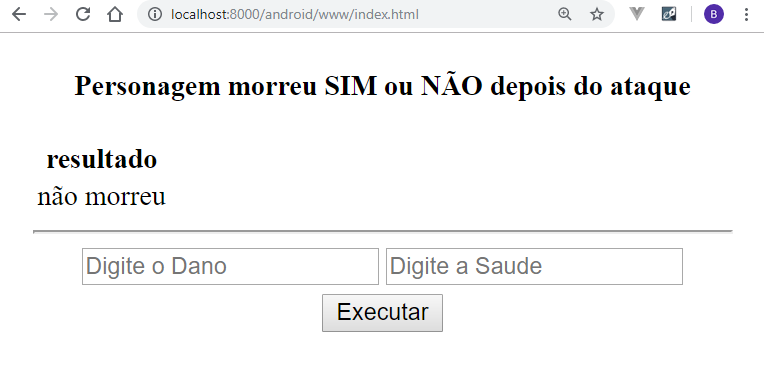 localhost:8000/android/www/index.html
B
Personagem morreu SIM ou NÃO depois do ataque
resultado
não morreu
Digite o Dano Digite a Saude
Executar